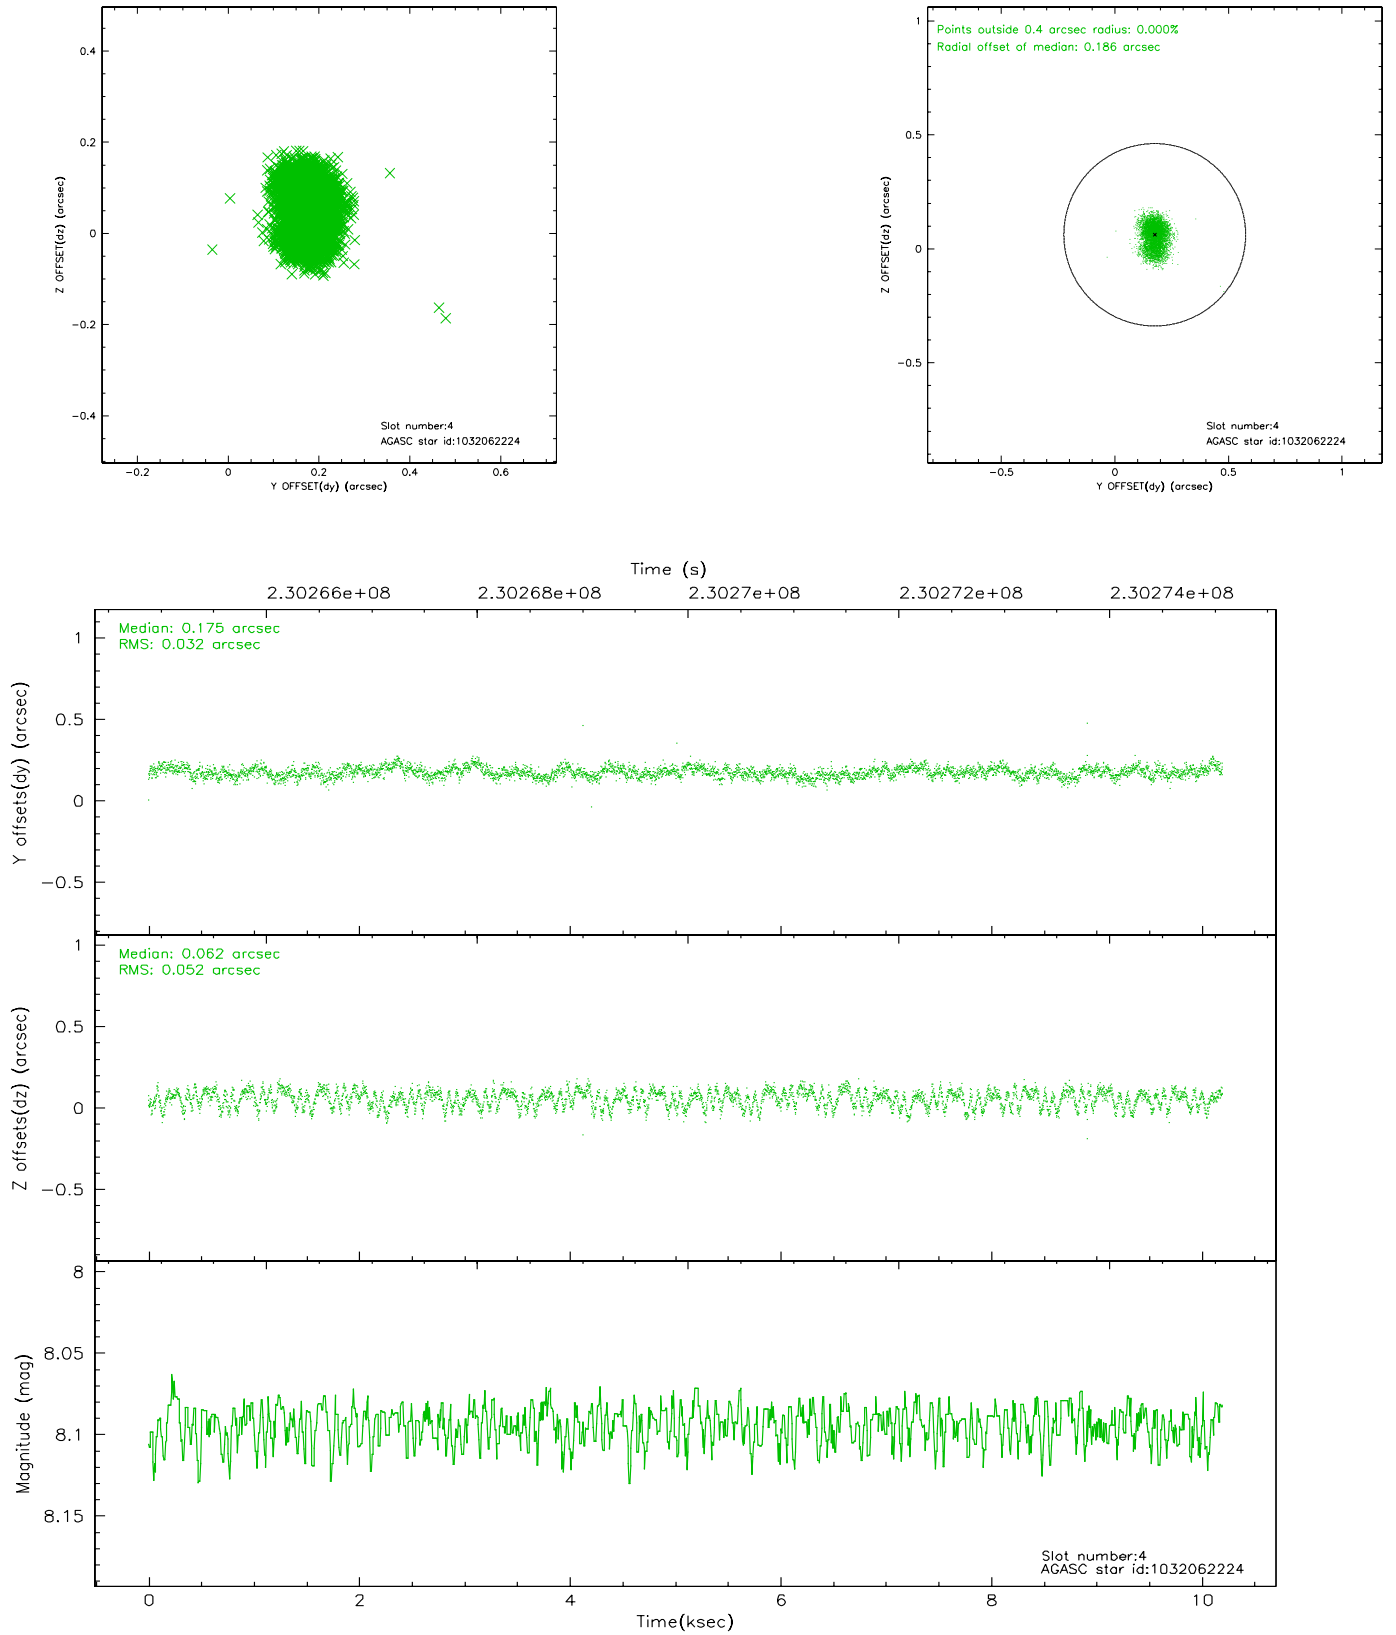 0.4
0.2
0
-0.2
-0.4
Z OFFSET(dz) (arcsec)
Slot number:4
AGASC star id:1032062224
-0.2 0 0.2 0.4 0.6
Y OFFSET(dy) (arcsec)
Points outside 0.4 arcsec radius: 0.000%
Radial offset of median: 0.186 arcsec
1
0.5
0
-0.5
Z OFFSET(dz) (arcsec)
Slot number:4
AGASC star id:1032062224
-0.5 0 0.5 1
Y OFFSET(dy) (arcsec)
Time (s)
2.30266e+08 2.30268e+08 2.3027e+08 2.30272e+08 2.30274e+08
Median: 0.175 arcsec
RMS: 0.032 arcsec
1
0.5
0
-0.5
Y offsets(dy) (arcsec)
Median: 0.062 arcsec
RMS: 0.052 arcsec
1
0.5
0
-0.5
Z offsets(dz) (arcsec)
8
8.05
8.1
8.15
Magnitude (mag)
Slot number:4
AGASC star id:1032062224
0 2 4 6 8 10
Time(ksec)